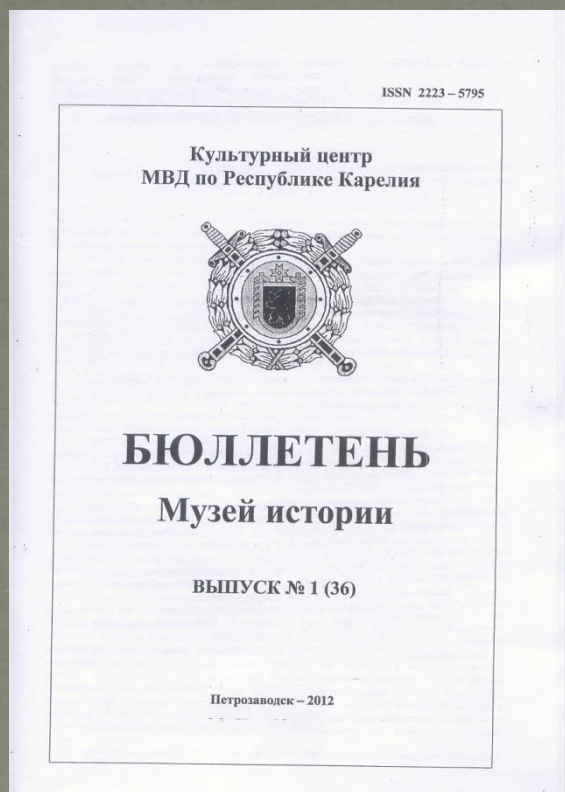 ISSN 2223 – 5795
Культурный центр
МВД по Республике Карелия
БЮЛЛЕТЕНЬ
Музей истории
ВЫПУСК № 1 (36)
Петрозаводск – 2012